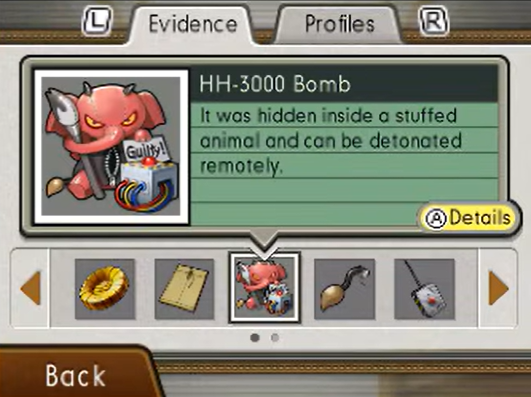 L Evidence Profiles R
HH-3000 Bomb
It was hidden inside a stuffed
animal and can be detonated
remotely.
Guilty!
A Details
Back